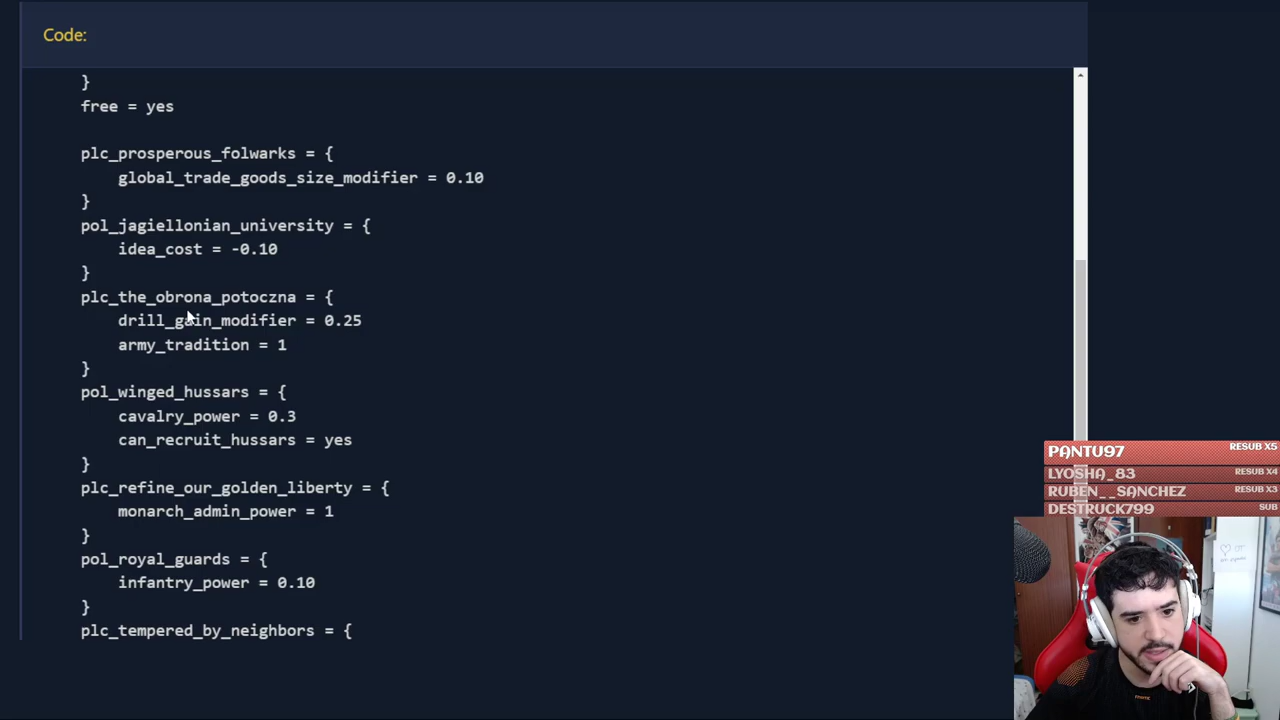 Code:
}
free = yes
plc_prosperous_folwarks = {
global_trade_goods_size_modifier = 0.10
}
pol_jagiellonian_university = {
idea_cost = -0.10
}
plc_the_obrona_potoczna = {
drill_gain_modifier = 0.25
army_tradition = 1
}
pol_winged_hussars = {
cavalry_power = 0.3
can_recruit_hussars = yes
}
plc_refine_our_golden_liberty = {
monarch_admin_power = 1
}
pol_royal_guards = {
infantry_power = 0.10
}
plc_tempered_by_neighbors = {
PANTU97 RESUB X5
LYOSHA_83 RESUB X4
RUBEN__SANCHEZ RESUB X3
DESTRUCK799 SUB